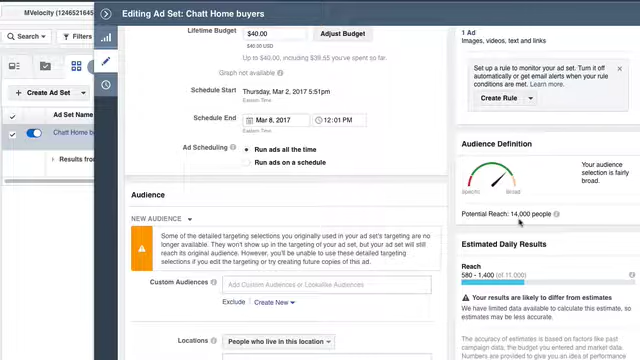 MVelocity (1246521645
Search
Filters
Create Ad Set
Ad Set Name
Chatt Home bu
Results fro
Editing Ad Set: Chatt Home buyers
Lifetime Budget
$40.00
Adjust Budget
$40.00 USD
Up to $40.00, including $39.55 you've spent so far.
Graph not available
Schedule Start
Thursday, Mar 2, 2017 5:51pm
Eastern Time
Schedule End
Mar 8, 2017
12:01PM
Eastern Time
Ad Scheduling
Run ads all the time
Run ads on a schedule
Audience
NEW AUDIENCE
Some of the detailed targeting selections you originally used in your ad set's targeting are no
longer available. They won't show up in the targeting of your ad set, but your ad set will still
reach its original audience. However, you'll be unable to use these detailed targeting
selections if you edit the targeting or try creating future copies of this ad.
Custom Audiences
Add Custom Audiences or Lookalike Audiences
Exclude
Create New
Locations
People who live in this location
1 Ad
Images, videos, text and links
Set up a rule to monitor your ad set. Turn it off
automatically or get email alerts when your rule
conditions are met. Learn more.
Create Rule
Audience Definition
Specific
Broad
Your audience
selection is fairly
broad.
Potential Reach: 14,000 people
Estimated Daily Results
Reach
580 - 1,400 (of 11,000)
Your results are likely to differ from estimates
We have limited data available to calculate this estimate, so
estimates may be less accurate.
The accuracy of estimates is based on factors like past
campaign data, the budget you entered and market data.
Numbers are provided to give you an idea of performance